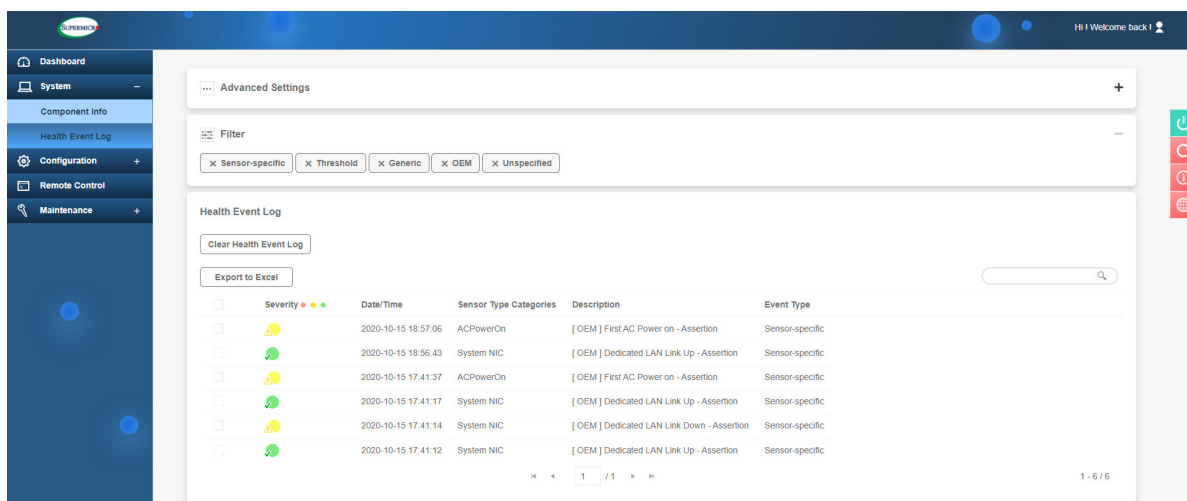 SUPERMICR
Hi ! Welcome back !
Dashboard
System
Component Info
Health Event Log
Configuration
Remote Control
Maintenance
Advanced Settings
Filter
Sensor-specific Threshold Generic OEM Unspecified
Health Event Log
Clear Health Event Log
Export to Excel
Severity Date/Time Sensor Type Categories Description Event Type
2020-10-15 18:57:06 ACPowerOn [ OEM ] First AC Power on - Assertion Sensor-specific
2020-10-15 18:56:43 System NIC [ OEM ] Dedicated LAN Link Up - Assertion Sensor-specific
2020-10-15 17:41:37 ACPowerOn [ OEM ] First AC Power on - Assertion Sensor-specific
2020-10-15 17:41:17 System NIC [ OEM ] Dedicated LAN Link Up - Assertion Sensor-specific
2020-10-15 17:41:14 System NIC [ OEM ] Dedicated LAN Link Down - Assertion Sensor-specific
2020-10-15 17:41:12 System NIC [ OEM ] Dedicated LAN Link Up - Assertion Sensor-specific
1 / 1 1 - 6 / 6